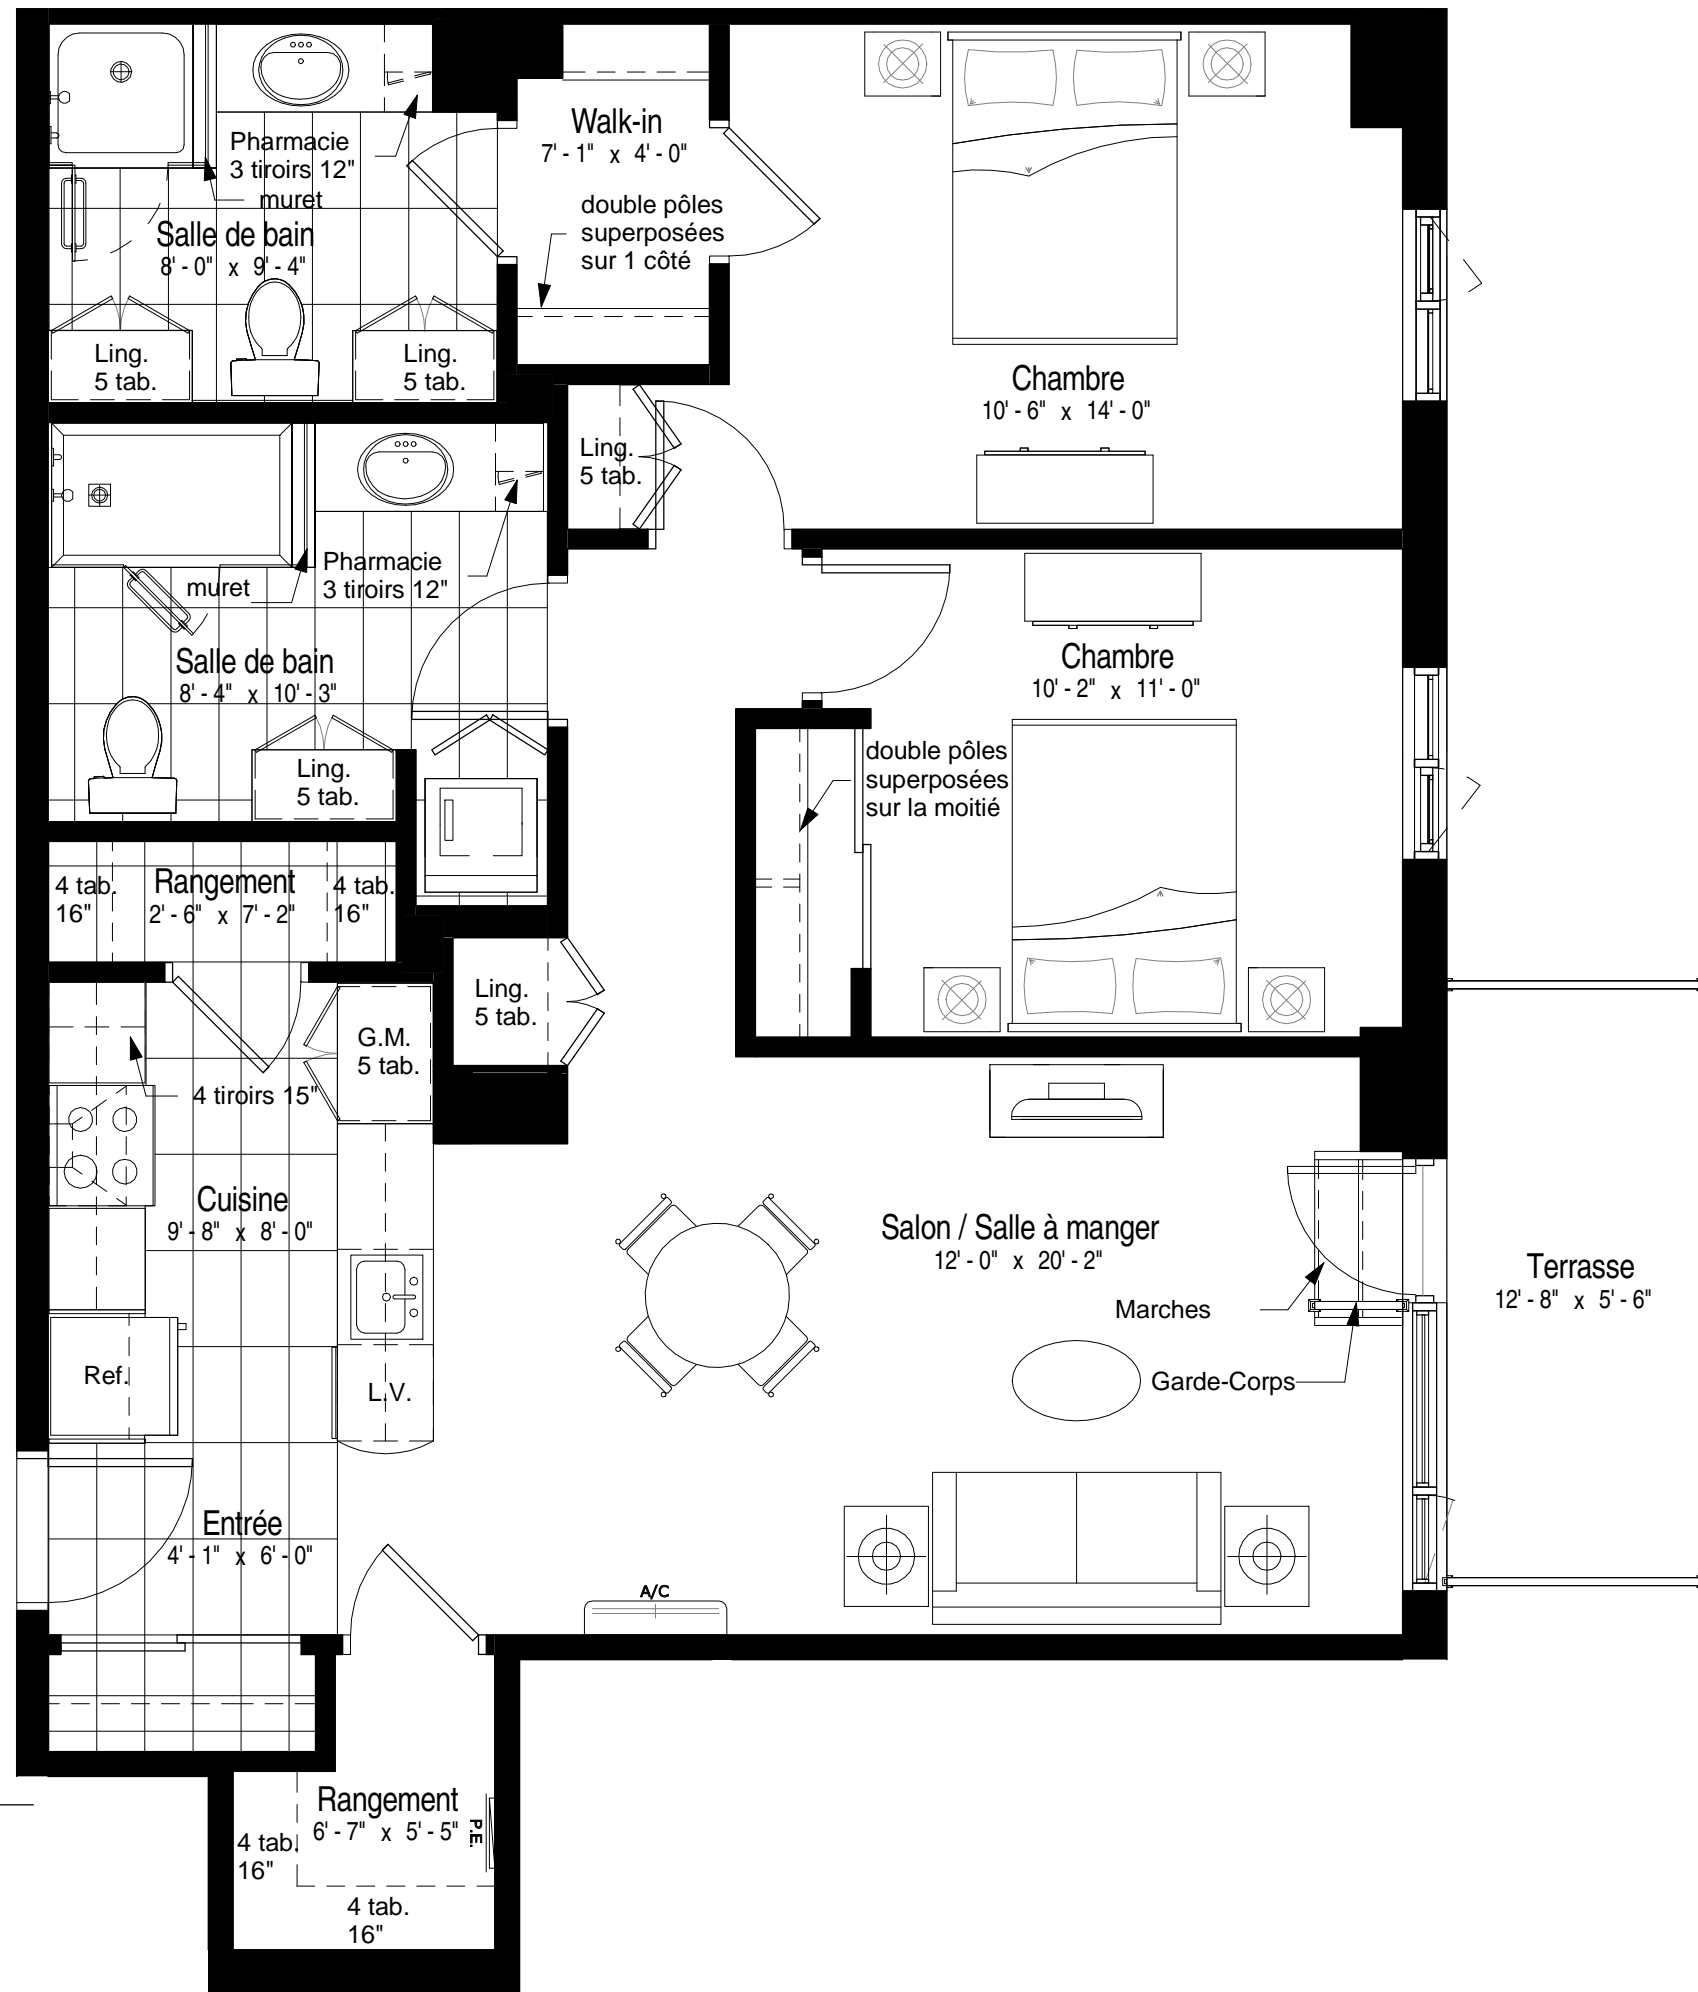 Walk-in
7' - 1" x 4' - 0"
Pharmacie
3 tiroirs 12"
muret
double pôles
superposées
sur 1 côté
Salle de bain
8' - 0" x 9' - 4"
Ling.
5 tab.
Ling.
5 tab.
Chambre
10' - 6" x 14' - 0"
Ling.
5 tab.
Pharmacie
3 tiroirs 12"
muret
Salle de bain
8' - 4" x 10' - 3"
Chambre
10' - 2" x 11' - 0"
double pôles
superposées
sur la moitié
Ling.
5 tab.
4 tab.
16"
Rangement
2' - 6" x 7' - 2"
4 tab.
16"
Ling.
5 tab.
G.M.
5 tab.
4 tiroirs 15"
Cuisine
9' - 8" x 8' - 0"
Salon / Salle à manger
12' - 0" x 20' - 2"
Terrasse
12' - 8" x 5' - 6"
Marches
Garde-Corps
Ref.
L.V.
Entrée
4' - 1" x 6' - 0"
A/C
Rangement
6' - 7" x 5' - 5"
P.E.
4 tab.
16"
4 tab.
16"